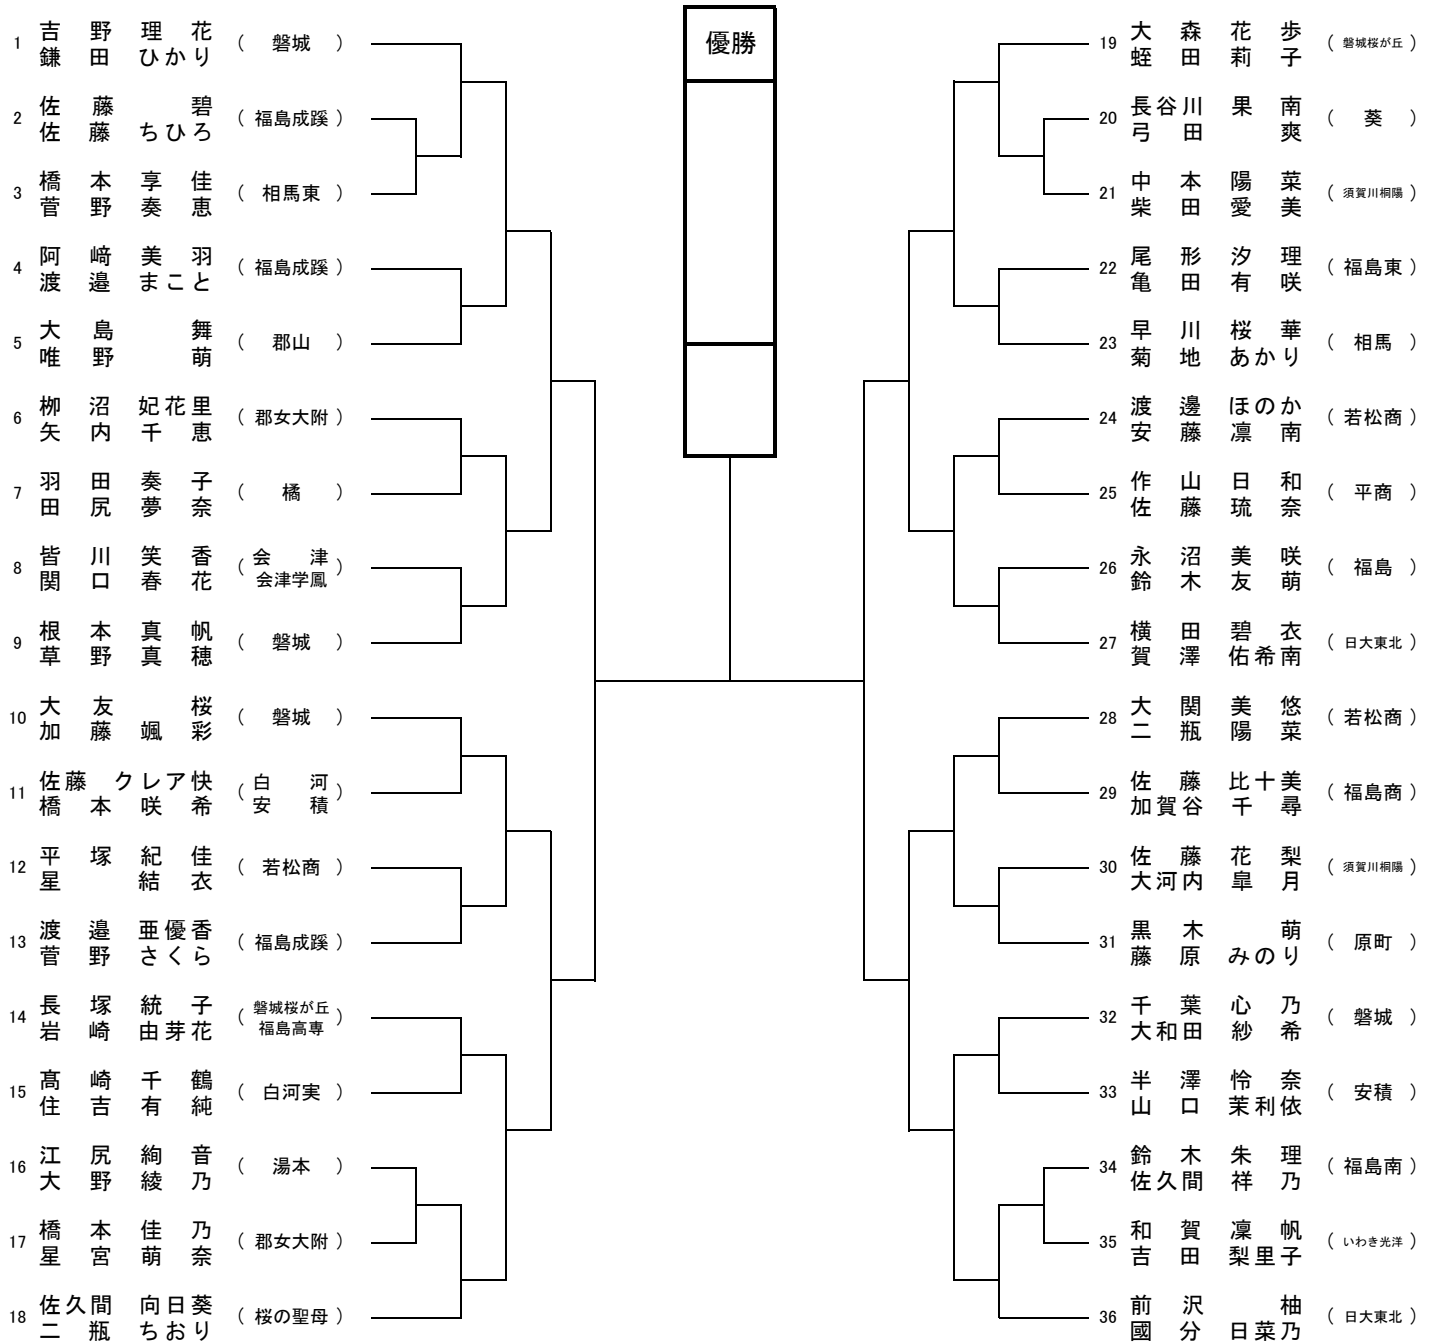 優勝
1 吉野理花 ( 磐城 )
鎌田ひかり
2 佐藤碧 ( 福島成蹊 )
佐藤ちひろ
3 橋本享佳 ( 相馬東 )
菅野奏恵
4 阿﨑美羽 ( 福島成蹊 )
渡邉まこと
5 大島舞 ( 郡山 )
唯野萌
6 栁沼妃花里 ( 郡女大附 )
矢内千恵
7 羽田奏子 ( 橘 )
田尻夢奈
8 皆川笑香 ( 会津
関口春花 会津学鳳 )
9 根本真帆 ( 磐城 )
草野真穂
10 大友桜 ( 磐城 )
加藤颯彩
11 佐藤クレア快 ( 白河
橋本咲希 安積 )
12 平塚紀佳 ( 若松商 )
星結衣
13 渡邉亜優香 ( 福島成蹊 )
菅野さくら
14 長塚統子 ( 磐城桜が丘
岩崎由芽花 福島高専 )
15 髙崎千鶴 ( 白河実 )
住吉有純
16 江尻絢音 ( 湯本 )
大野綾乃
17 橋本佳乃 ( 郡女大附 )
星宮萌奈
18 佐久間向日葵 ( 桜の聖母 )
二瓶ちおり
19 大森花歩 ( 磐城桜が丘 )
蛭田莉子
20 長谷川果南 ( 葵 )
弓田爽
21 中本陽菜 ( 須賀川桐陽 )
柴田愛美
22 尾形汐理 ( 福島東 )
亀田有咲
23 早川桜華 ( 相馬 )
菊地あかり
24 渡邊ほのか ( 若松商 )
安藤凛南
25 作山日和 ( 平商 )
佐藤琉奈
26 永沼美咲 ( 福島 )
鈴木友萌
27 横田碧衣 ( 日大東北 )
賀澤佑希南
28 大関美悠 ( 若松商 )
二瓶陽菜
29 佐藤比十美 ( 福島商 )
加賀谷千尋
30 佐藤花梨 ( 須賀川桐陽 )
大河内皐月
31 黒木萌 ( 原町 )
藤原みのり
32 千葉心乃 ( 磐城 )
大和田紗希
33 半澤怜奈 ( 安積 )
山口茉利依
34 鈴木朱理 ( 福島南 )
佐久間祥乃
35 和賀凜帆 ( いわき光洋 )
吉田梨里子
36 前沢柚 ( 日大東北 )
國分日菜乃